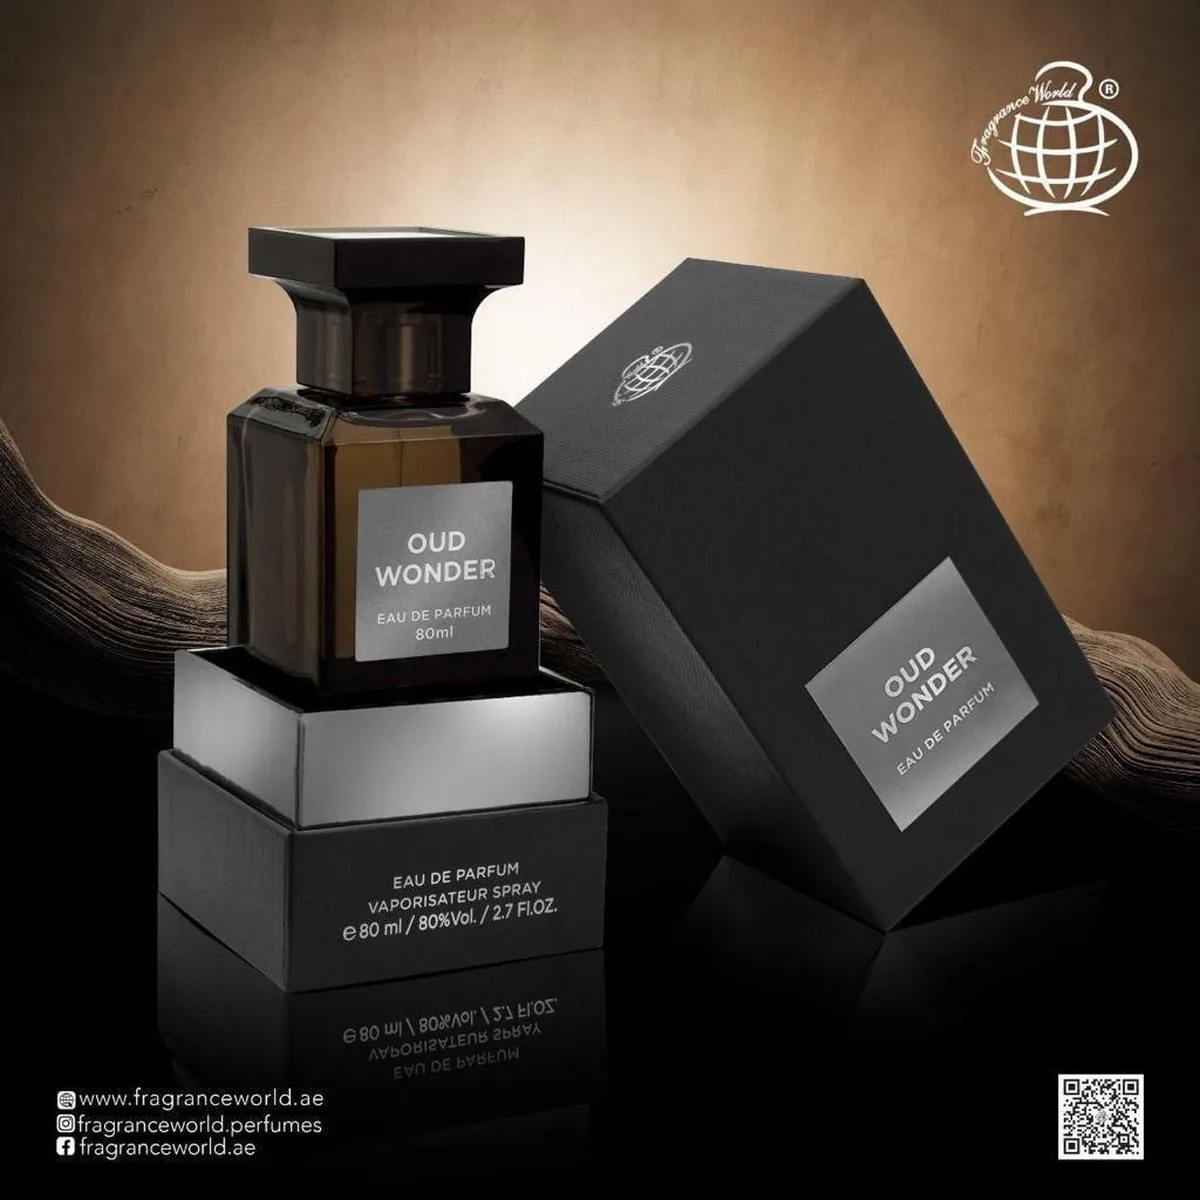 Fragrance World ®
OUD
WONDER
EAU DE PARFUM
80ml
OUD
WONDER
EAU DE PARFUM
EAU DE PARFUM
VAPORISATEUR SPRAY
℮ 80 ml / 80%Vol. / 2.7 Fl.OZ.
www.fragranceworld.ae
fragranceworld.perfumes
fragranceworld.ae